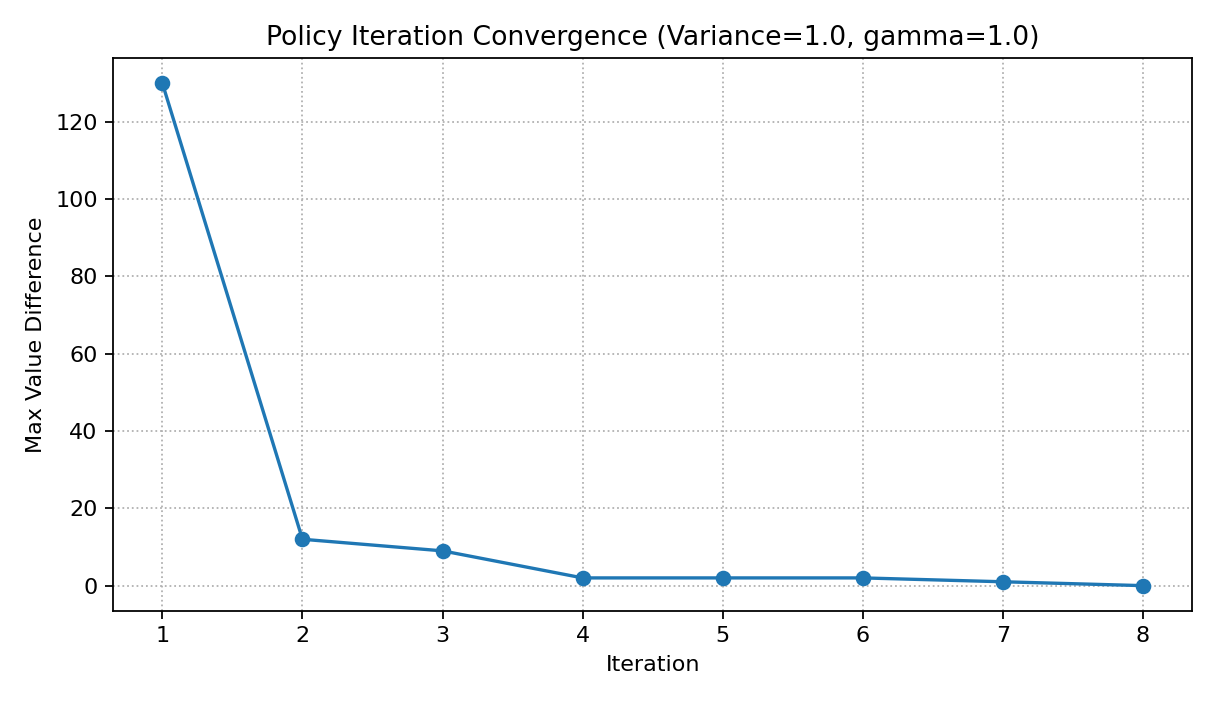 Policy Iteration Convergence (Variance=1.0, gamma=1.0)
Max Value Difference
120
100
80
60
40
20
0
1 2 3 4 5 6 7 8
Iteration